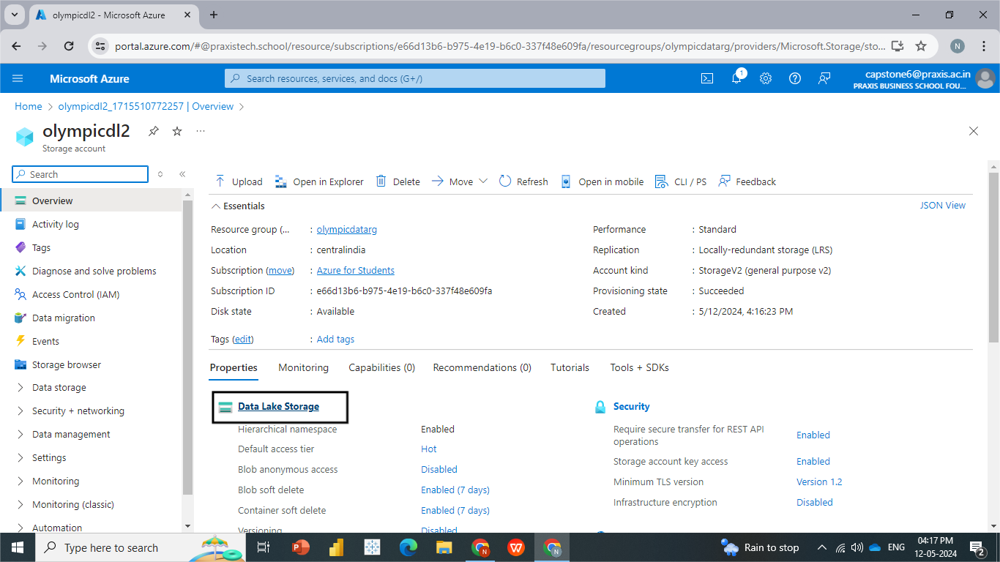 olympicdl2 - Microsoft Azure
portal.azure.com/#@praxistech.school/resource/subscriptions/e66d13b6-b975-4e19-b6c0-337f48e609fa/resourcegroups/olympicdatarg/providers/Microsoft.Storage/sto...
N
Microsoft Azure
Search resources, services, and docs (G+/)
1
capstone6@praxis.ac.in
PRAXIS BUSINESS SCHOOL FOU...
Home > olympicdl2_1715510772257 | Overview >
olympicdl2
Storage account
Search
Upload Open in Explorer Delete Move Refresh Open in mobile CLI / PS Feedback
Overview
Activity log
Tags
Diagnose and solve problems
Access Control (IAM)
Data migration
Events
Storage browser
Data storage
Security + networking
Data management
Settings
Monitoring
Monitoring (classic)
Automation
Essentials
JSON View
Resource group (... : olympicdatarg
Location : centralindia
Subscription (move) : Azure for Students
Subscription ID : e66d13b6-b975-4e19-b6c0-337f48e609fa
Disk state : Available
Performance : Standard
Replication : Locally-redundant storage (LRS)
Account kind : StorageV2 (general purpose v2)
Provisioning state : Succeeded
Created : 5/12/2024, 4:16:23 PM
Tags (edit) : Add tags
Properties Monitoring Capabilities (0) Recommendations (0) Tutorials Tools + SDKs
Data Lake Storage
Hierarchical namespace Enabled
Default access tier Hot
Blob anonymous access Disabled
Blob soft delete Enabled (7 days)
Container soft delete Enabled (7 days)
Versioning Disabled
Security
Require secure transfer for REST API
operations Enabled
Storage account key access Enabled
Minimum TLS version Version 1.2
Infrastructure encryption Disabled
Type here to search
Rain to stop
ENG
04:17 PM
12-05-2024
2